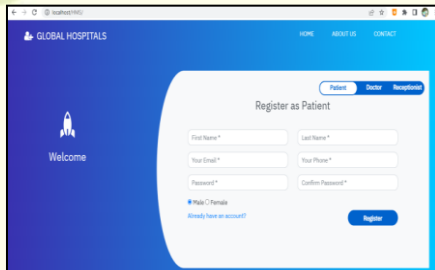 localhost/HMS/
GLOBAL HOSPITALS
HOME ABOUT US CONTACT
Patient Doctor Receptionist
Register as Patient
Welcome
First Name * Last Name *
Your Email * Your Phone *
Password * Confirm Password *
Male Female
Already have an account?
Register